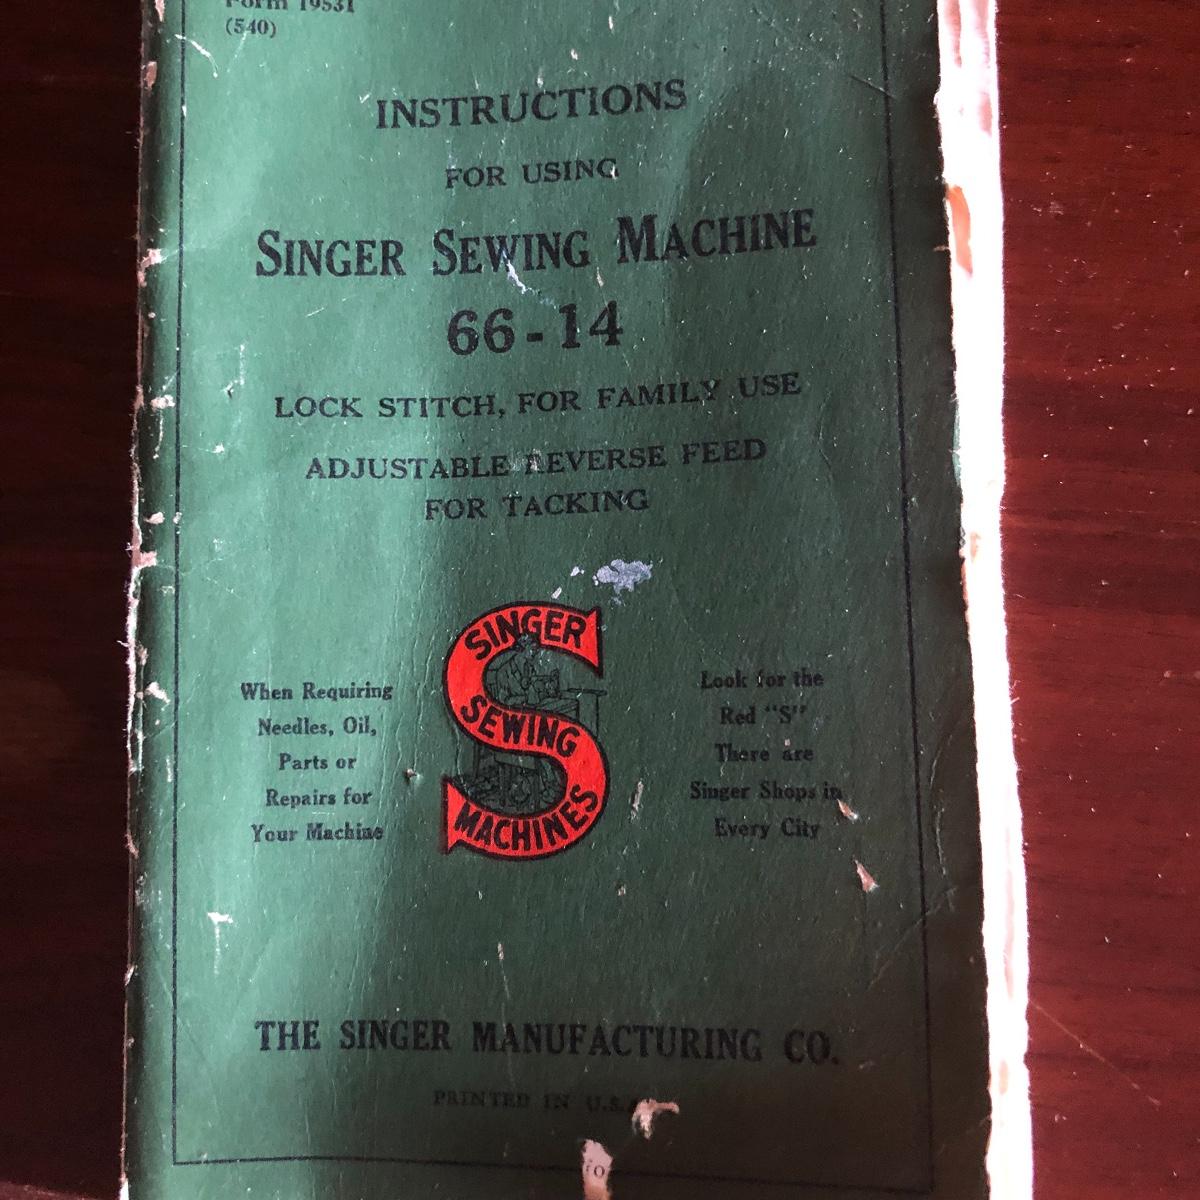 Form 19531
(540)
INSTRUCTIONS
FOR USING
SINGER SEWING MACHINE
66-14
LOCK STITCH, FOR FAMILY USE
ADJUSTABLE REVERSE FEED
FOR TACKING
SINGER
SEWING
MACHINES
When Requiring
Needles, Oil,
Parts or
Repairs for
Your Machine
Look for the
Red "S"
There are
Singer Shops in
Every City
THE SINGER MANUFACTURING CO.
PRINTED IN U.S.A.